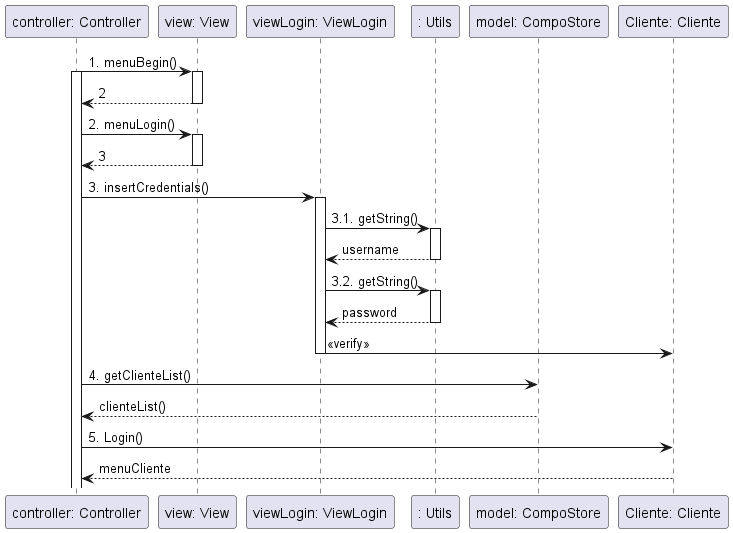 controller: Controller view: View viewLogin: ViewLogin : Utils model: CompoStore Cliente: Cliente
1. menuBegin()
2
2. menuLogin()
3
3. insertCredentials()
3.1. getString()
username
3.2. getString()
password
«verify»
4. getClienteList()
clienteList()
5. Login()
menuCliente
controller: Controller view: View viewLogin: ViewLogin : Utils model: CompoStore Cliente: Cliente